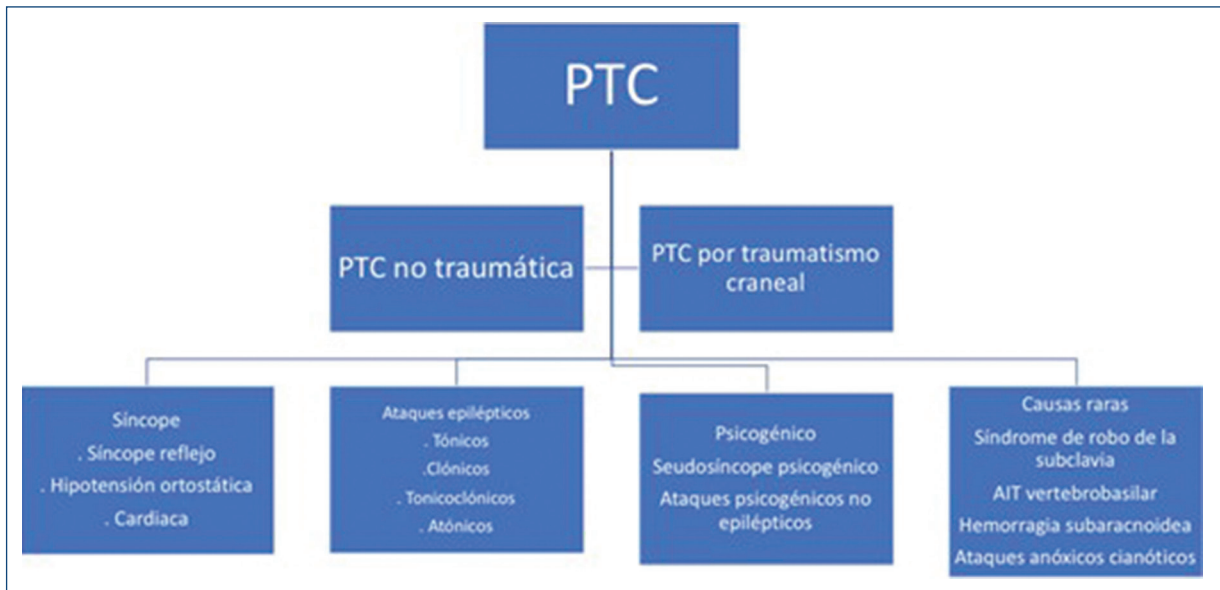 PTC
PTC no traumática
PTC por traumatismo
craneal
Síncope
. Síncope reflejo
. Hipotensión ortostática
. Cardiaca
Ataques epilépticos
. Tónicos
.Clónicos
. Tonicoclónicos
. Atónicos
Psicogénico
Seudosíncope psicogénico
Ataques psicogénicos no
epilépticos
Causas raras
Síndrome de robo de la
subclavia
AIT vertebrobasilar
Hemorragia subaracnoidea
Ataques anóxicos cianóticos